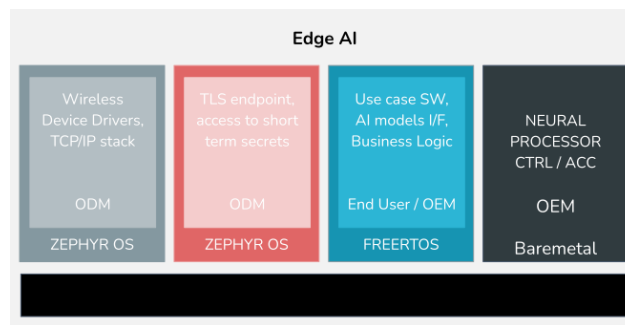 Edge AI
Wireless
Device Drivers,
TCP/IP stack
ODM
ZEPHYR OS
TLS endpoint,
access to short
term secrets
ODM
ZEPHYR OS
Use case SW,
AI models I/F,
Business Logic
End User / OEM
FREERTOS
NEURAL
PROCESSOR
CTRL / ACC
OEM
Baremetal